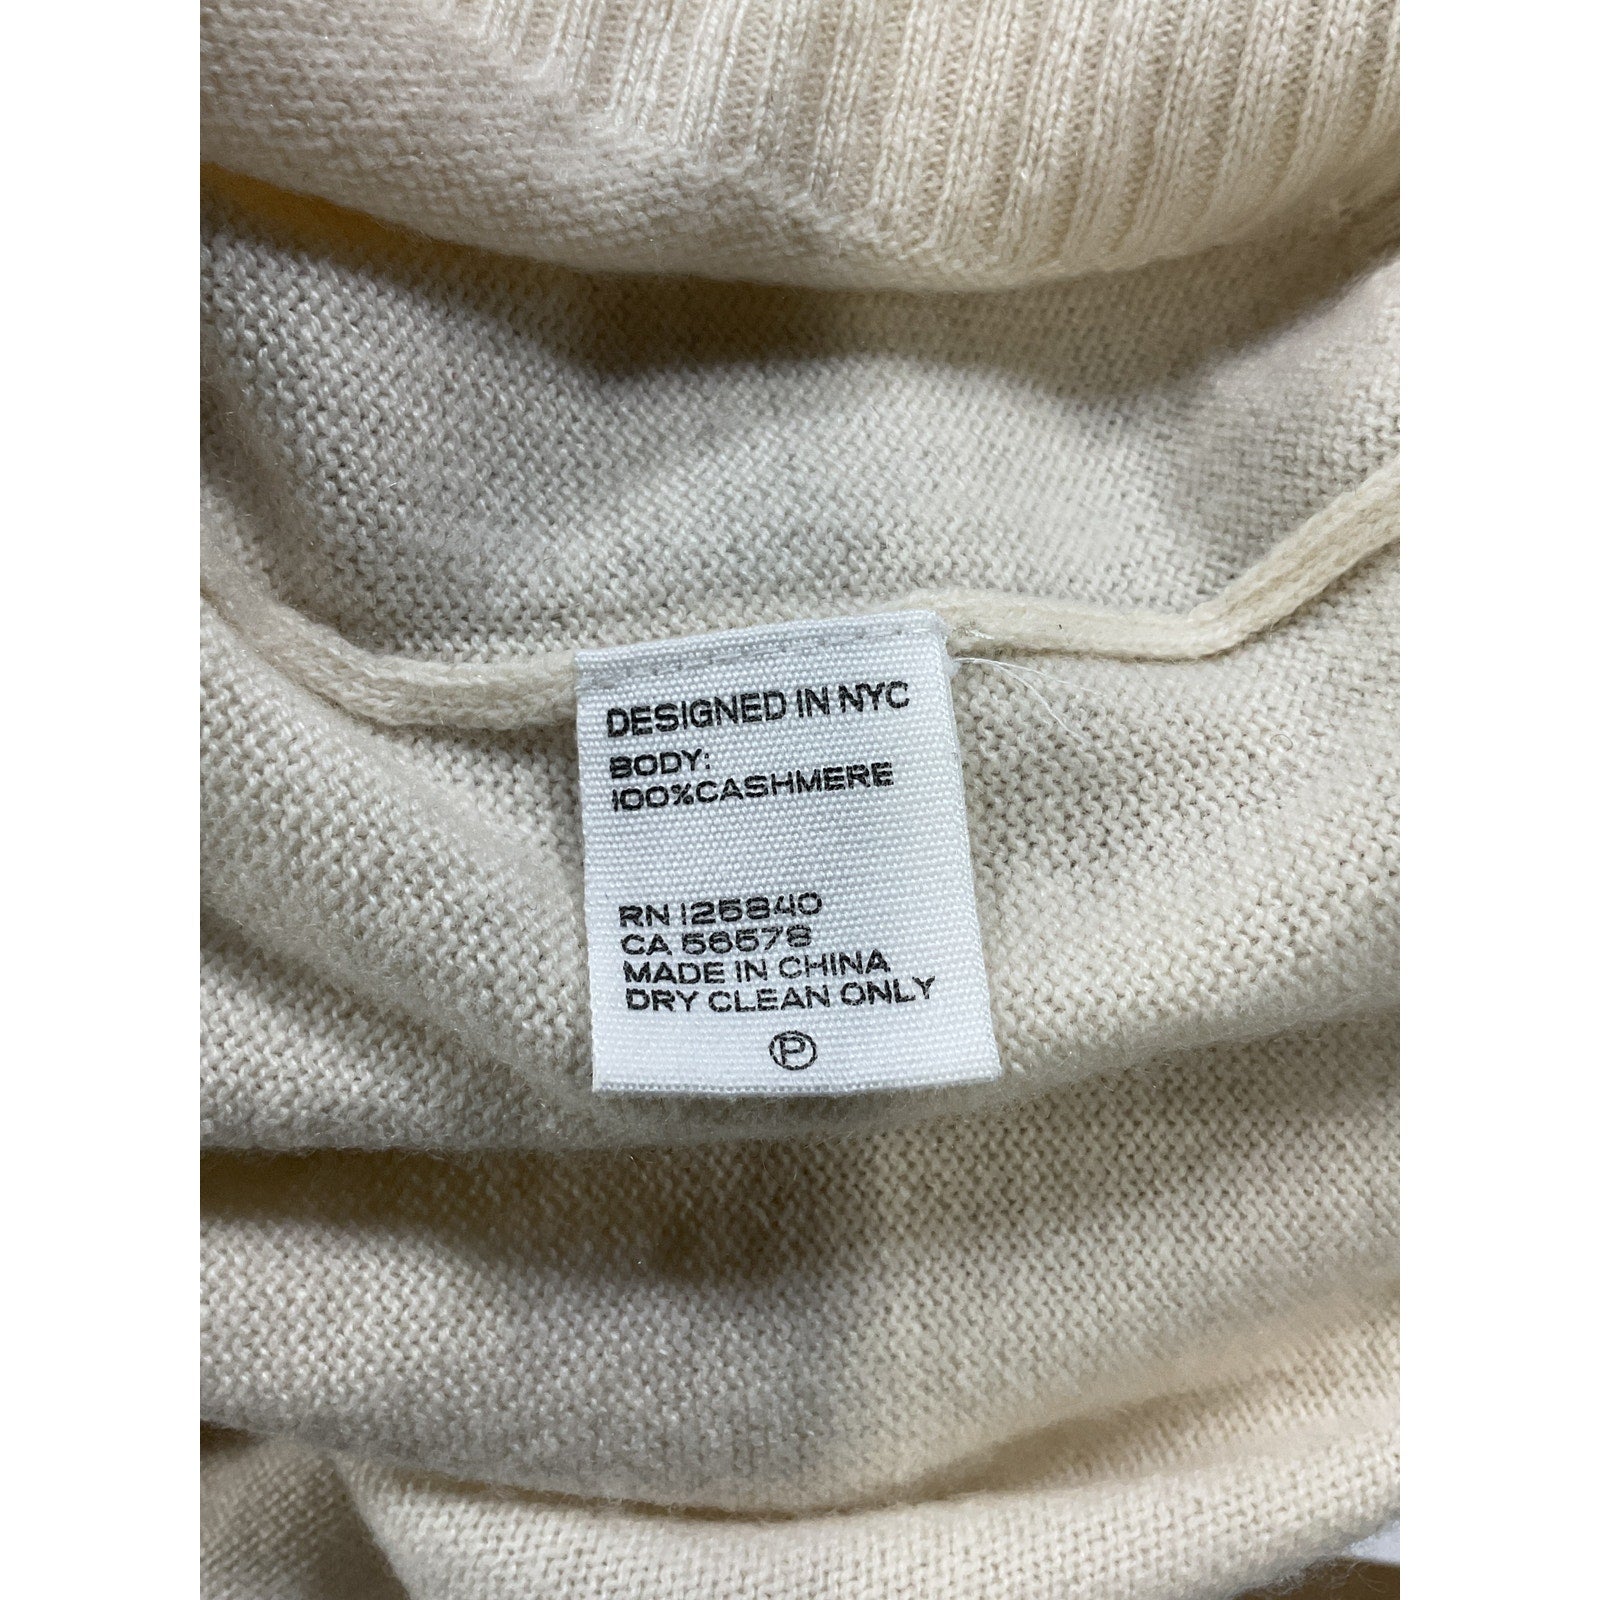 DESIGNED IN NYC
BODY:
100%CASHMERE
RN 125840
CA 56578
MADE IN CHINA
DRY CLEAN ONLY
P